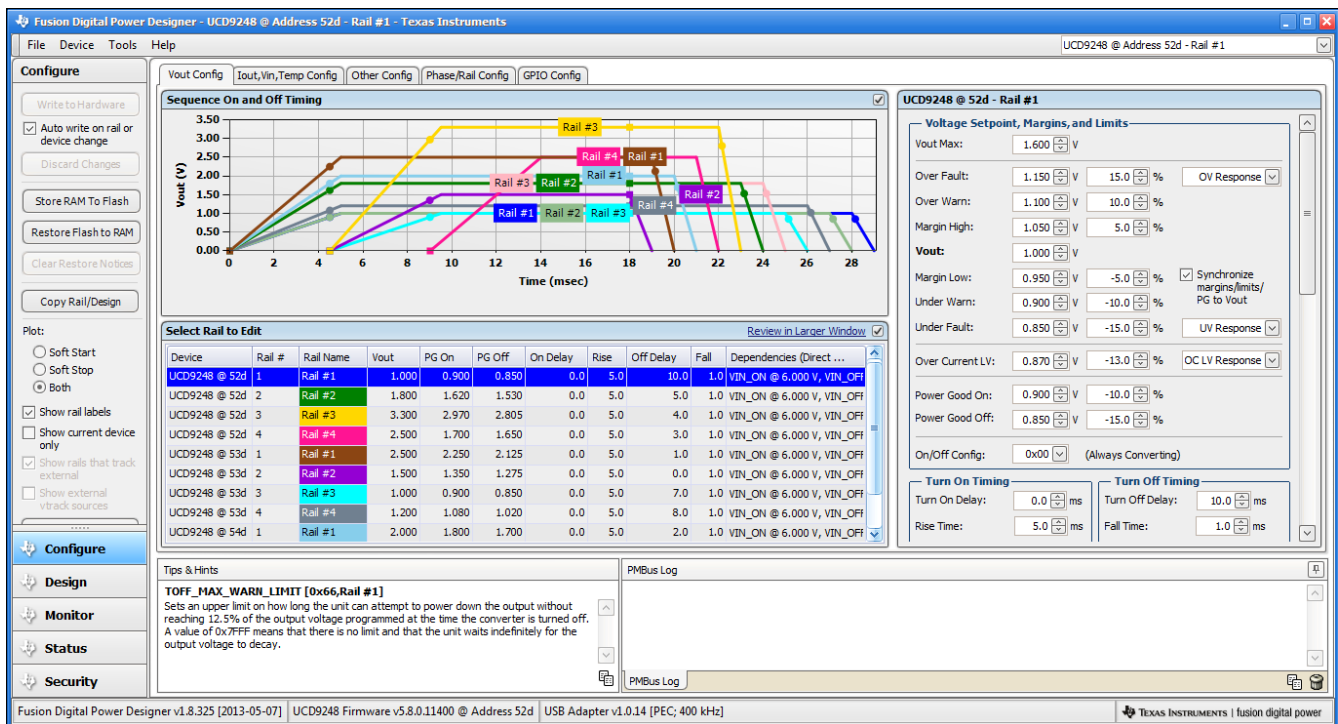 Fusion Digital Power Designer - UCD9248 @ Address 52d - Rail #1 - Texas Instruments
File Device Tools Help
UCD9248 @ Address 52d - Rail #1
Configure
Write to Hardware
Auto write on rail or
device change
Discard Changes
Store RAM To Flash
Restore Flash to RAM
Clear Restore Notices
Copy Rail/Design
Plot:
Soft Start
Soft Stop
Both
Show rail labels
Show current device
only
Show rails that track
external
Show external
vtrack sources
Configure
Design
Monitor
Status
Security
Vout Config Iout,Vin,Temp Config Other Config Phase/Rail Config GPIO Config
Sequence On and Off Timing
Vout (V)
3.50
3.00
2.50
2.00
1.50
1.00
0.50
0.00
Rail #3
Rail #4 Rail #1
Rail #1
Rail #3 Rail #2
Rail #2
Rail #4
Rail #1 Rail #2 Rail #3
0 2 4 6 8 10 12 14 16 18 20 22 24 26 28
Time (msec)
Select Rail to Edit
Review in Larger Window
Device Rail # Rail Name Vout PG On PG Off On Delay Rise Off Delay Fall Dependencies (Direct ...
UCD9248 @ 52d 1 Rail #1 1.000 0.900 0.850 0.0 5.0 10.0 1.0 VIN_ON @ 6.000 V, VIN_OFF
UCD9248 @ 52d 2 Rail #2 1.800 1.620 1.530 0.0 5.0 5.0 1.0 VIN_ON @ 6.000 V, VIN_OFF
UCD9248 @ 52d 3 Rail #3 3.300 2.970 2.805 0.0 5.0 4.0 1.0 VIN_ON @ 6.000 V, VIN_OFF
UCD9248 @ 52d 4 Rail #4 2.500 1.700 1.650 0.0 5.0 3.0 1.0 VIN_ON @ 6.000 V, VIN_OFF
UCD9248 @ 53d 1 Rail #1 2.500 2.250 2.125 0.0 5.0 1.0 1.0 VIN_ON @ 6.000 V, VIN_OFF
UCD9248 @ 53d 2 Rail #2 1.500 1.350 1.275 0.0 5.0 0.0 1.0 VIN_ON @ 6.000 V, VIN_OFF
UCD9248 @ 53d 3 Rail #3 1.000 0.900 0.850 0.0 5.0 7.0 1.0 VIN_ON @ 6.000 V, VIN_OFF
UCD9248 @ 53d 4 Rail #4 1.200 1.080 1.020 0.0 5.0 8.0 1.0 VIN_ON @ 6.000 V, VIN_OFF
UCD9248 @ 54d 1 Rail #1 2.000 1.800 1.700 0.0 5.0 2.0 1.0 VIN_ON @ 6.000 V, VIN_OFF
UCD9248 @ 52d - Rail #1
Voltage Setpoint, Margins, and Limits
Vout Max: 1.600 V
Over Fault: 1.150 V 15.0 % OV Response
Over Warn: 1.100 V 10.0 %
Margin High: 1.050 V 5.0 %
Vout: 1.000 V
Margin Low: 0.950 V -5.0 % Synchronize
margins/limits/
PG to Vout
Under Warn: 0.900 V -10.0 %
Under Fault: 0.850 V -15.0 % UV Response
Over Current LV: 0.870 V -13.0 % OC LV Response
Power Good On: 0.900 V -10.0 %
Power Good Off: 0.850 V -15.0 %
On/Off Config: 0x00 (Always Converting)
Turn On Timing Turn Off Timing
Turn On Delay: 0.0 ms Turn Off Delay: 10.0 ms
Rise Time: 5.0 ms Fall Time: 1.0 ms
Tips & Hints
TOFF_MAX_WARN_LIMIT [0x66,Rail #1]
Sets an upper limit on how long the unit can attempt to power down the output without
reaching 12.5% of the output voltage programmed at the time the converter is turned off.
A value of 0x7FFF means that there is no limit and that the unit waits indefinitely for the
output voltage to decay.
PMBus Log
PMBus Log
Fusion Digital Power Designer v1.8.325 [2013-05-07] UCD9248 Firmware v5.8.0.11400 @ Address 52d USB Adapter v1.0.14 [PEC; 400 kHz]
TEXAS INSTRUMENTS | fusion digital power